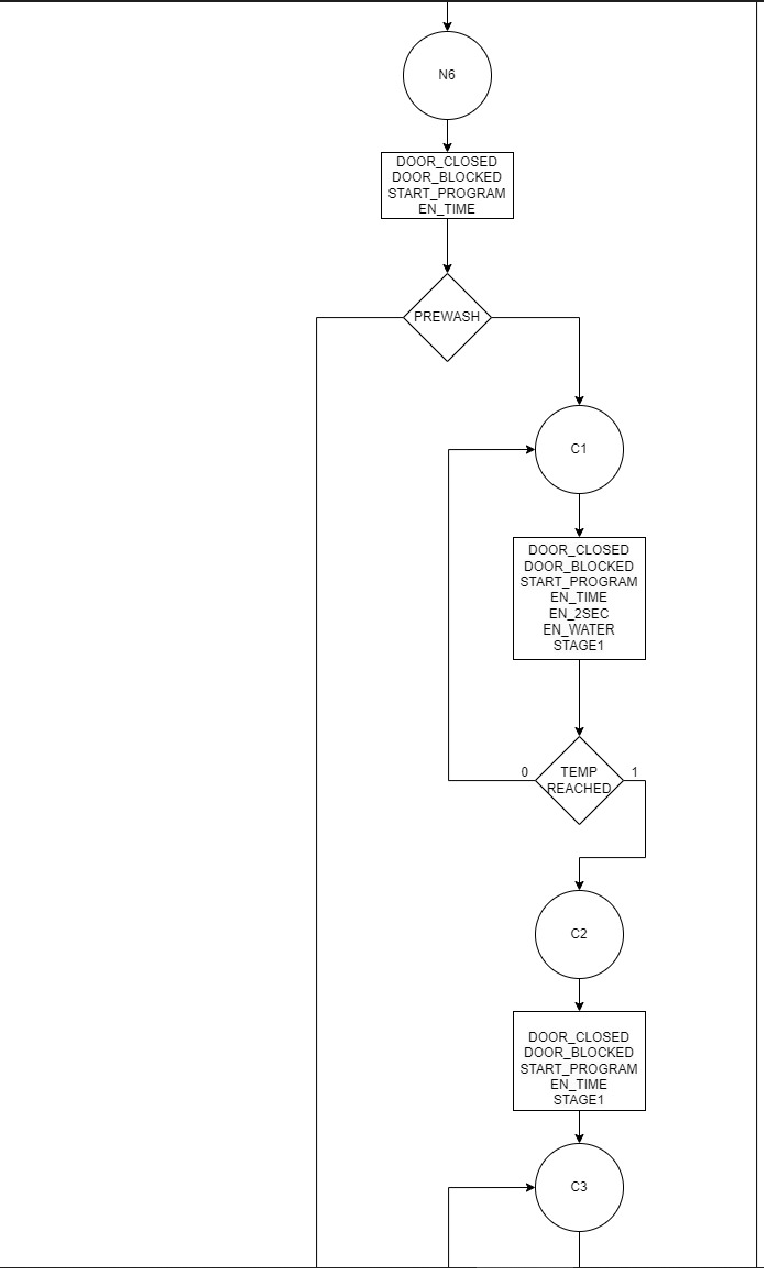 N6
DOOR_CLOSED
DOOR_BLOCKED
START_PROGRAM
EN_TIME
PREWASH
C1
DOOR_CLOSED
DOOR_BLOCKED
START_PROGRAM
EN_TIME
EN_2SEC
EN_WATER
STAGE1
0
TEMP
REACHED
1
C2
DOOR_CLOSED
DOOR_BLOCKED
START_PROGRAM
EN_TIME
STAGE1
C3